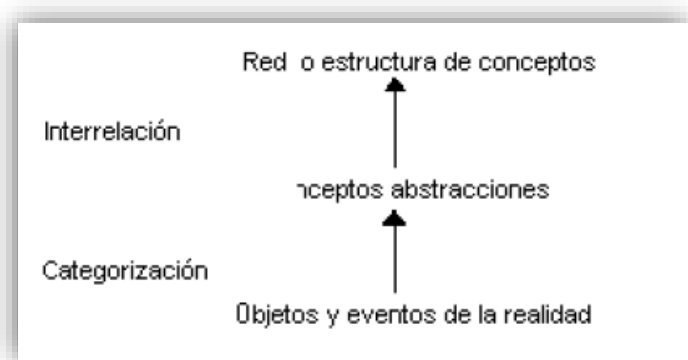 Red o estructura de conceptos
Interrelación
nceptos abstracciones
Categorización
Objetos y eventos de la realidad